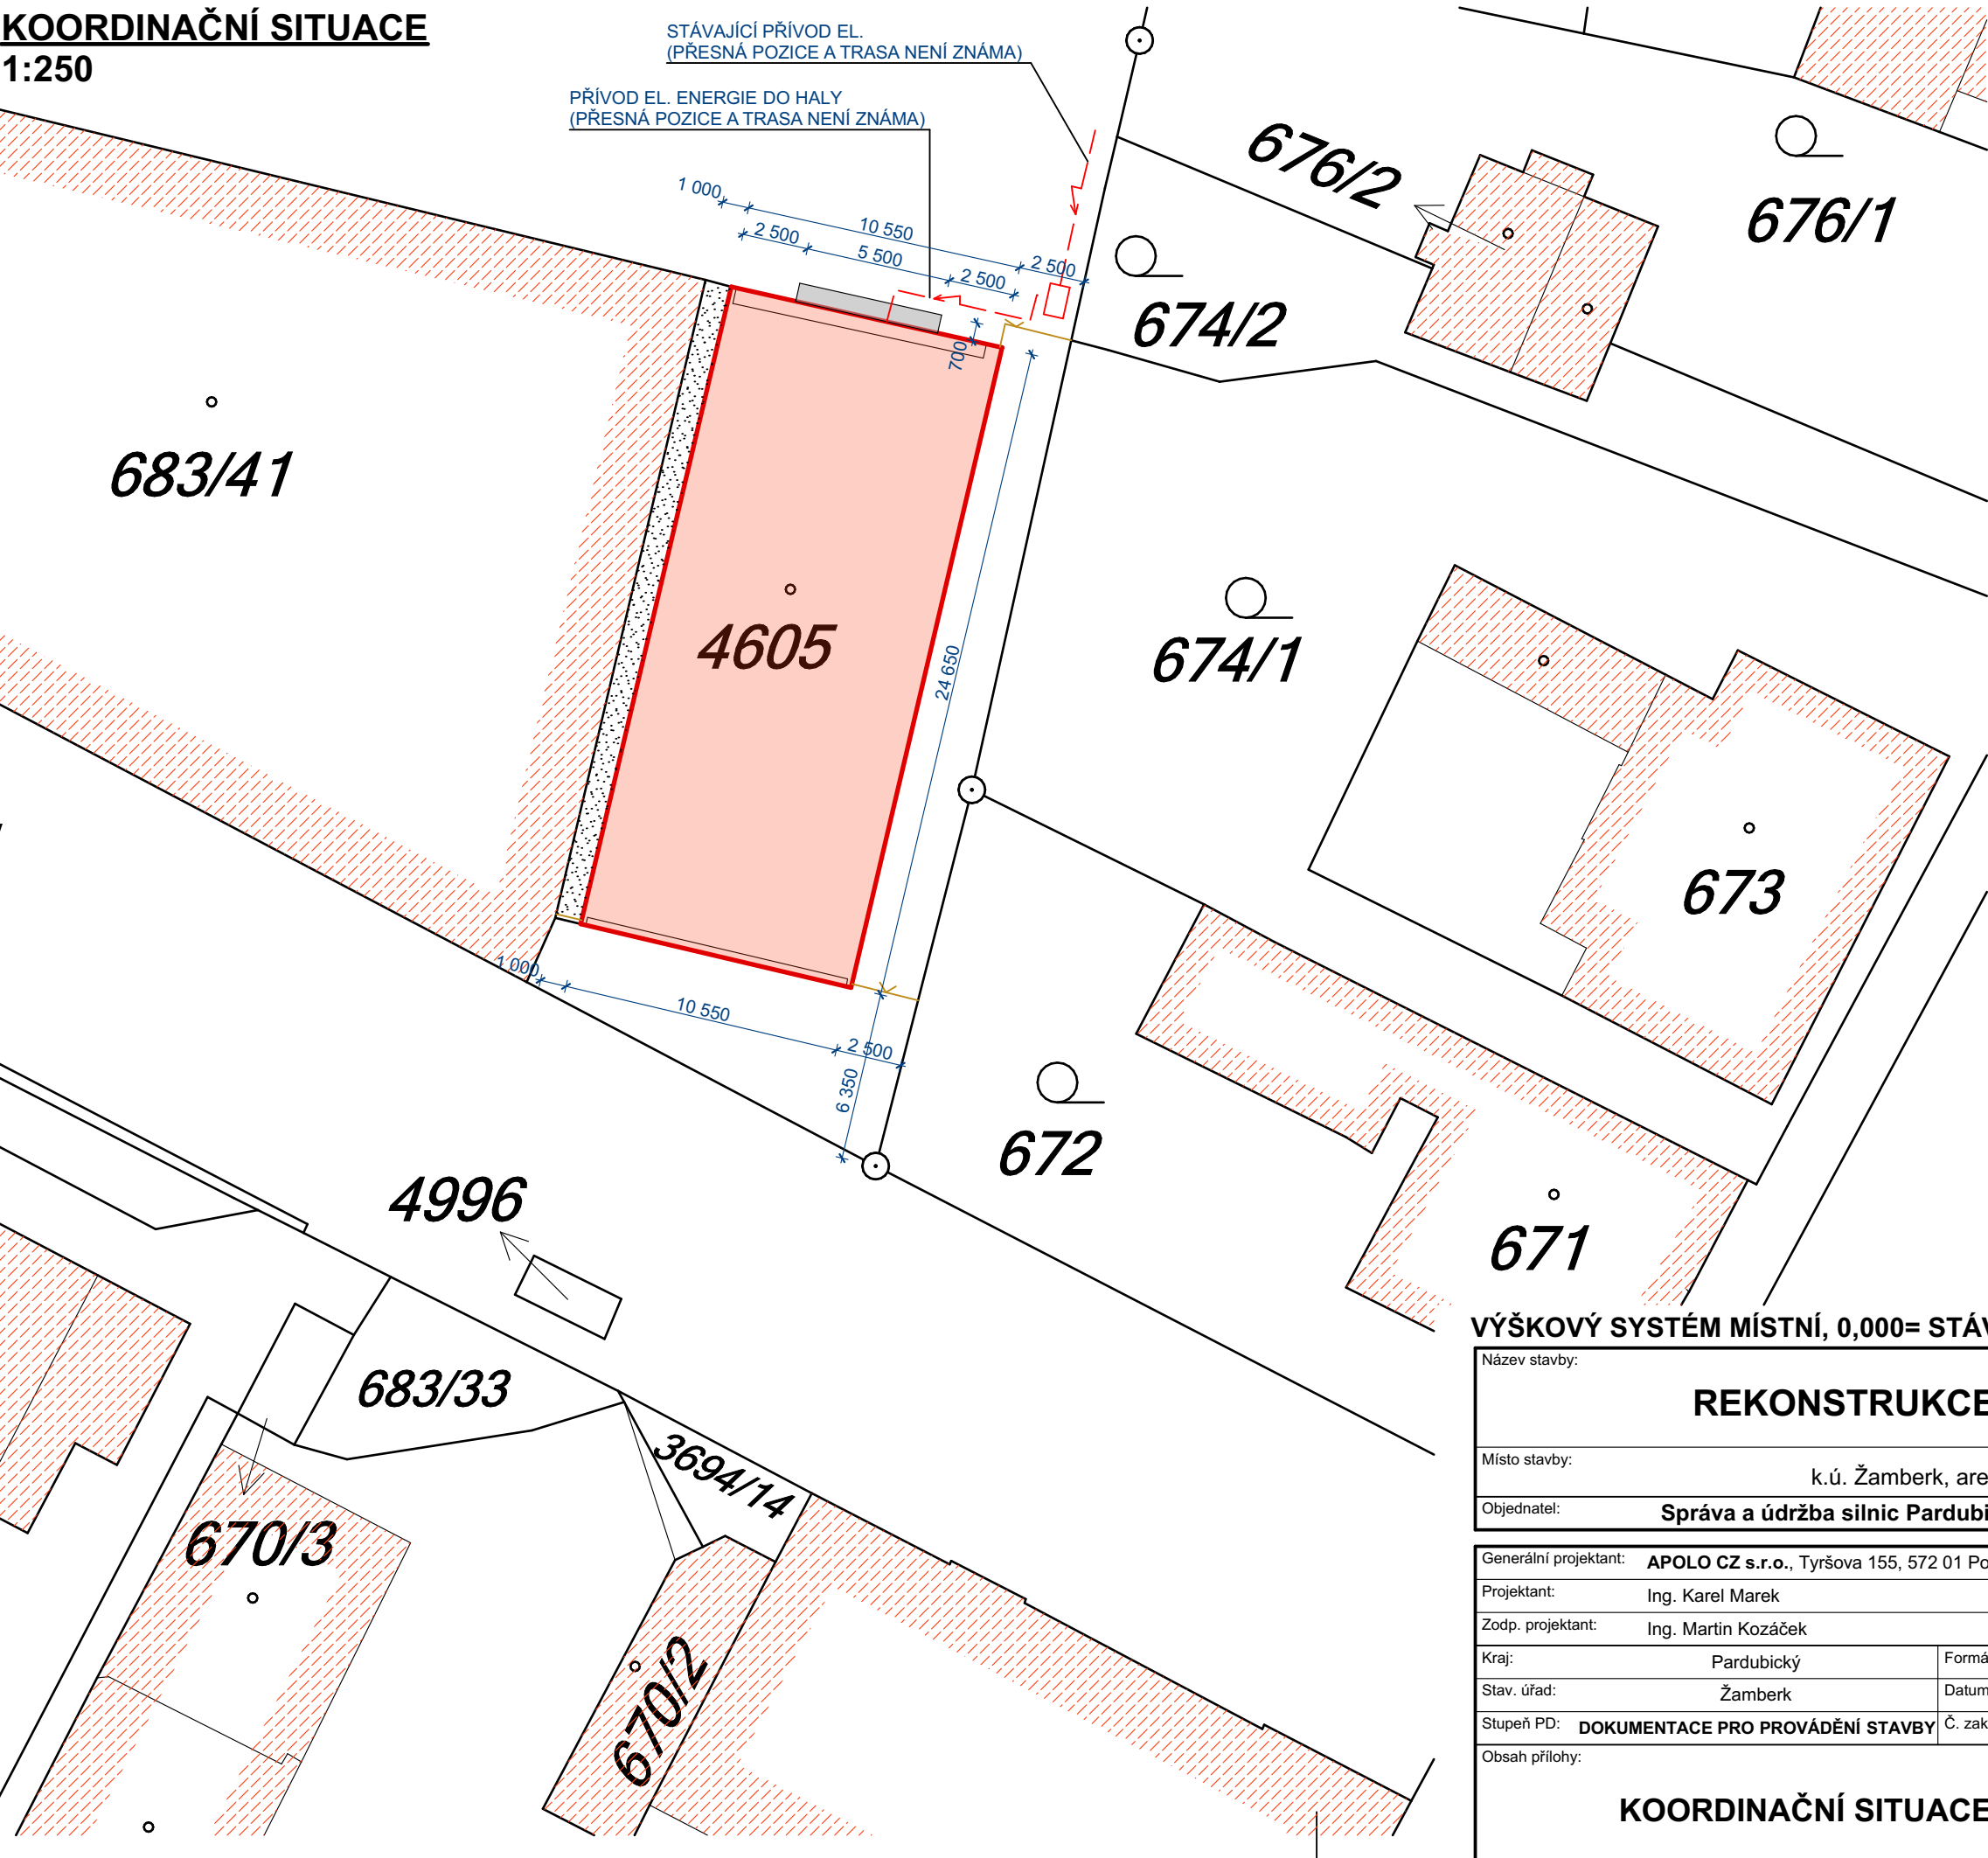 KOORDINAČNÍ SITUACE
1:250
STÁVAJÍCÍ PŘÍVOD EL.
(PŘESNÁ POZICE A TRASA NENÍ ZNÁMA)
PŘÍVOD EL. ENERGIE DO HALY
(PŘESNÁ POZICE A TRASA NENÍ ZNÁMA)
676/2
676/1
1 000
10 550
2 500
5 500
2 500
2 500
674/2
700
683/41
4605
24 650
674/1
673
1 000
10 550
2 500
6 350
672
4996
671
683/33
3694/14
670/3
670/2
VÝŠKOVÝ SYSTÉM MÍSTNÍ, 0,000=
Název stavby:
REKONSTRUKCE
Místo stavby:
k.ú. Žamberk,
Objednatel:
Správa a údržba silnic
Generální projektant:
APOLO CZ s.r.o., Tyršova 155, 572 01
Projektant:
Ing. Karel Marek
Zodp. projektant:
Ing. Martin Kozáček
Kraj:
Pardubický
Stav. úřad:
Žamberk
Datum
Stupeň PD:
DOKUMENTACE PRO PROVÁDĚNÍ STAVBY
Č.
Obsah přílohy:
KOORDINAČNÍ SITUACE